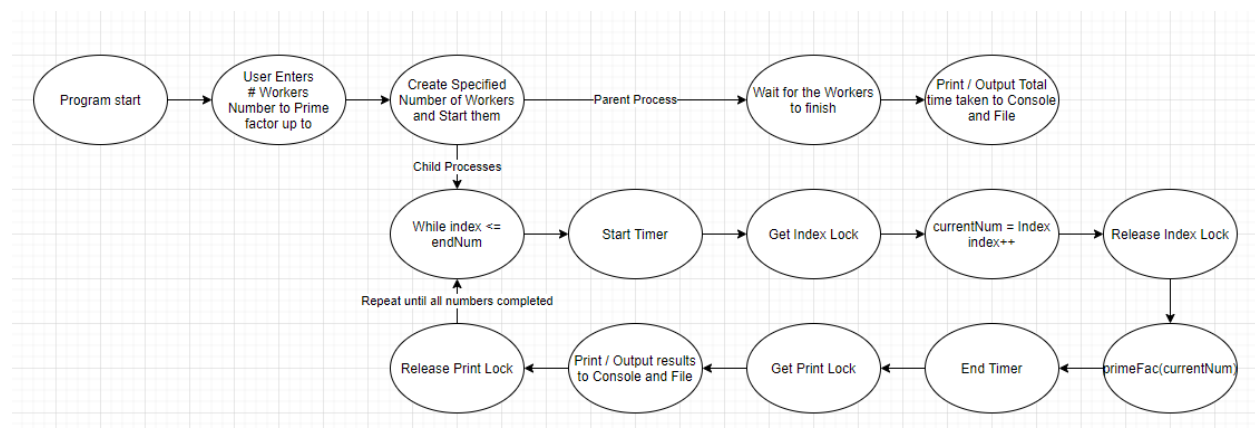 Program start
User Enters
# Workers
Number to Prime
factor up to
Create Specified
Number of Workers
and Start them
Parent Process
Wait for the Workers
to finish
Print / Output Total
time taken to Console
and File
Child Processes
While index <=
endNum
Start Timer
Get Index Lock
currentNum = Index
index++
Release Index Lock
Repeat until all numbers completed
Release Print Lock
Print / Output results
to Console and File
Get Print Lock
End Timer
primeFac(currentNum)